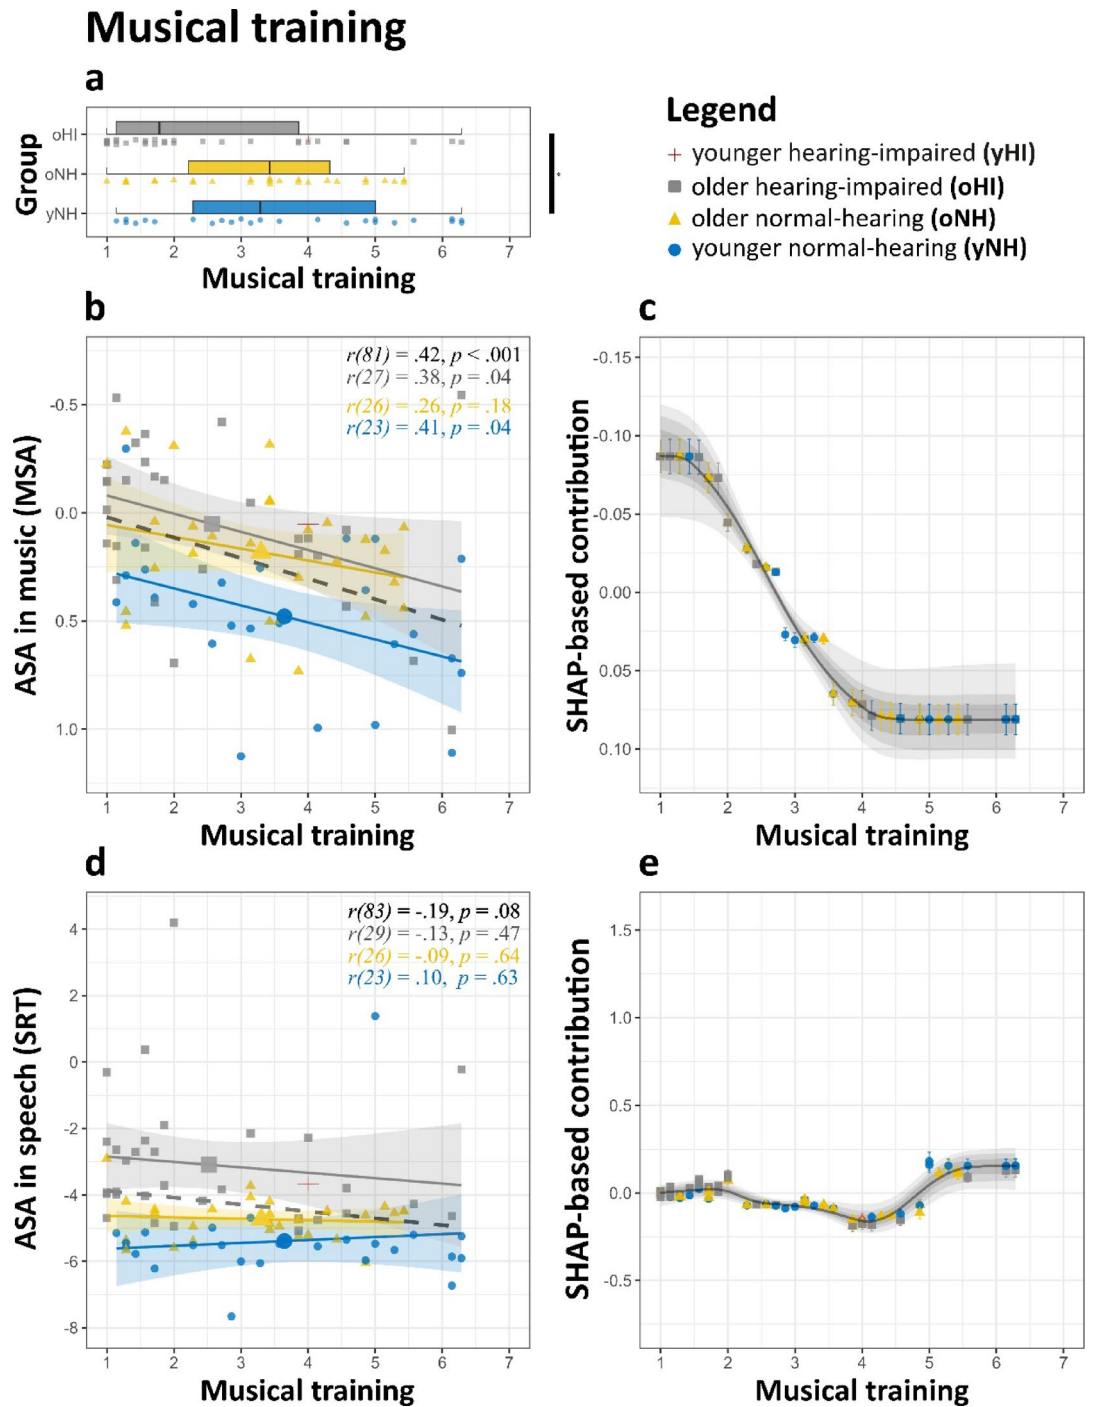 Musical training
a
Group
oHI
oNH
yNH
*
1 2 3 4 5 6 7
Musical training
Legend
younger hearing-impaired (yHI)
older hearing-impaired (oHI)
older normal-hearing (oNH)
younger normal-hearing (yNH)
b
ASA in music (MSA)
-0.5
0.0
0.5
1.0
r(81) = .42, p < .001
r(27) = .38, p = .04
r(26) = .26, p = .18
r(23) = .41, p = .04
1 2 3 4 5 6 7
Musical training
c
SHAP-based contribution
-0.15
-0.10
-0.05
0.00
0.05
0.10
1 2 3 4 5 6 7
Musical training
d
ASA in speech (SRT)
4
2
0
-2
-4
-6
-8
r(83) = -.19, p = .08
r(29) = -.13, p = .47
r(26) = -.09, p = .64
r(23) = .10, p = .63
1 2 3 4 5 6 7
Musical training
e
SHAP-based contribution
1.5
1.0
0.5
0.0
-0.5
1 2 3 4 5 6 7
Musical training